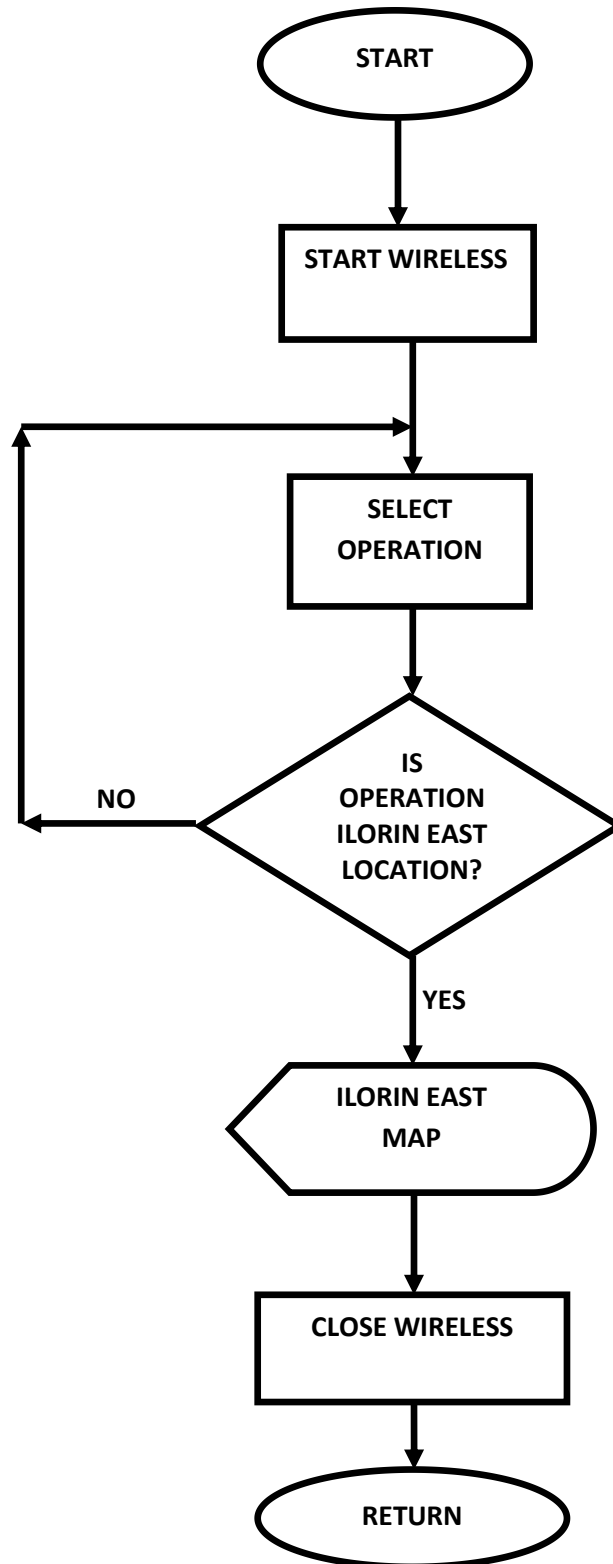 START
START WIRELESS
SELECT
OPERATION
IS
OPERATION
ILORIN EAST
LOCATION?
NO
YES
ILORIN EAST
MAP
CLOSE WIRELESS
RETURN